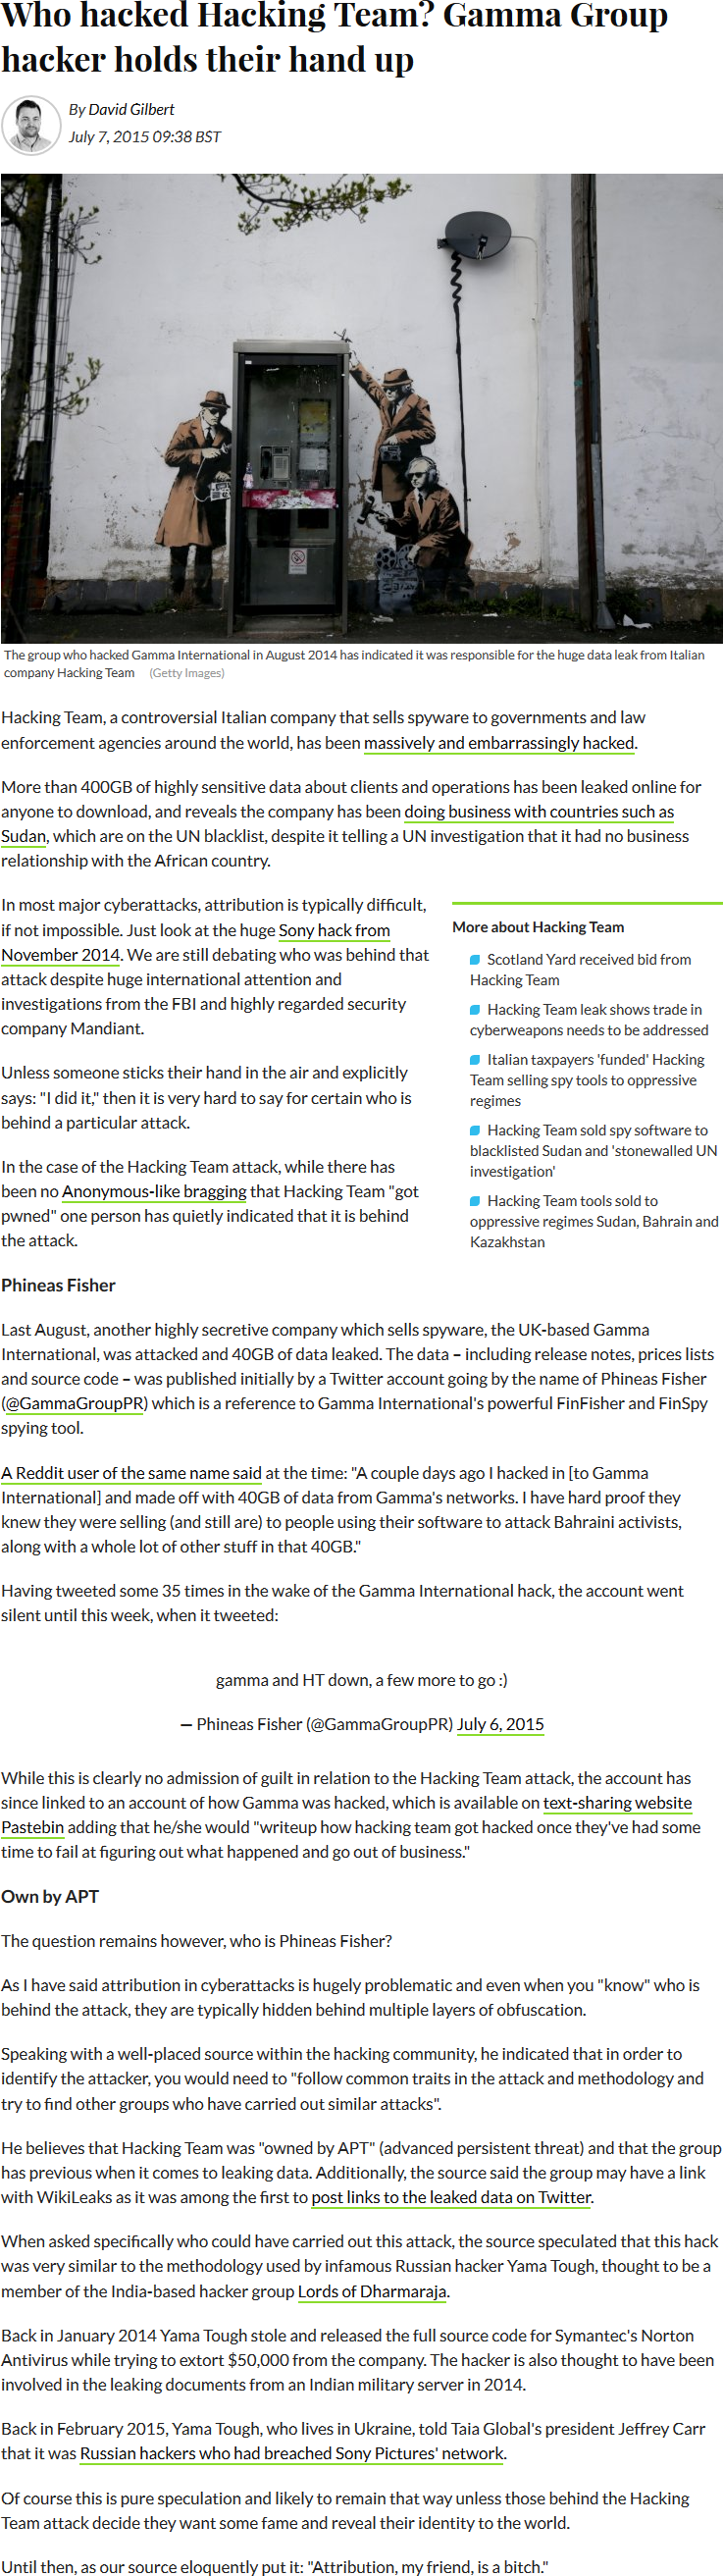 Who hacked Hacking Team? Gamma Group
hacker holds their hand up
By David Gilbert
July 7, 2015 09:38 BST
The group who hacked Gamma International in August 2014 has indicated it was responsible for the huge data leak from Italian
company Hacking Team (Getty Images)
Hacking Team, a controversial Italian company that sells spyware to governments and law
enforcement agencies around the world, has been massively and embarrassingly hacked.
More than 400GB of highly sensitive data about clients and operations has been leaked online for
anyone to download, and reveals the company has been doing business with countries such as
Sudan, which are on the UN blacklist, despite it telling a UN investigation that it had no business
relationship with the African country.
In most major cyberattacks, attribution is typically difficult,
if not impossible. Just look at the huge Sony hack from
November 2014. We are still debating who was behind that
attack despite huge international attention and
investigations from the FBI and highly regarded security
company Mandiant.
Unless someone sticks their hand in the air and explicitly
says: "I did it," then it is very hard to say for certain who is
behind a particular attack.
In the case of the Hacking Team attack, while there has
been no Anonymous-like bragging that Hacking Team "got
pwned" one person has quietly indicated that it is behind
the attack.
More about Hacking Team
Scotland Yard received bid from
Hacking Team
Hacking Team leak shows trade in
cyberweapons needs to be addressed
Italian taxpayers 'funded' Hacking
Team selling spy tools to oppressive
regimes
Hacking Team sold spy software to
blacklisted Sudan and 'stonewalled UN
investigation'
Hacking Team tools sold to
oppressive regimes Sudan, Bahrain and
Kazakhstan
Phineas Fisher
Last August, another highly secretive company which sells spyware, the UK-based Gamma
International, was attacked and 40GB of data leaked. The data – including release notes, prices lists
and source code – was published initially by a Twitter account going by the name of Phineas Fisher
(@GammaGroupPR) which is a reference to Gamma International's powerful FinFisher and FinSpy
spying tool.
A Reddit user of the same name said at the time: "A couple days ago I hacked in [to Gamma
International] and made off with 40GB of data from Gamma's networks. I have hard proof they
knew they were selling (and still are) to people using their software to attack Bahraini activists,
along with a whole lot of other stuff in that 40GB."
Having tweeted some 35 times in the wake of the Gamma International hack, the account went
silent until this week, when it tweeted:
gamma and HT down, a few more to go :)
— Phineas Fisher (@GammaGroupPR) July 6, 2015
While this is clearly no admission of guilt in relation to the Hacking Team attack, the account has
since linked to an account of how Gamma was hacked, which is available on text-sharing website
Pastebin adding that he/she would "writeup how hacking team got hacked once they've had some
time to fail at figuring out what happened and go out of business."
Own by APT
The question remains however, who is Phineas Fisher?
As I have said attribution in cyberattacks is hugely problematic and even when you "know" who is
behind the attack, they are typically hidden behind multiple layers of obfuscation.
Speaking with a well-placed source within the hacking community, he indicated that in order to
identify the attacker, you would need to "follow common traits in the attack and methodology and
try to find other groups who have carried out similar attacks".
He believes that Hacking Team was "owned by APT" (advanced persistent threat) and that the group
has previous when it comes to leaking data. Additionally, the source said the group may have a link
with WikiLeaks as it was among the first to post links to the leaked data on Twitter.
When asked specifically who could have carried out this attack, the source speculated that this hack
was very similar to the methodology used by infamous Russian hacker Yama Tough, thought to be a
member of the India-based hacker group Lords of Dharmaraja.
Back in January 2014 Yama Tough stole and released the full source code for Symantec's Norton
Antivirus while trying to extort $50,000 from the company. The hacker is also thought to have been
involved in the leaking documents from an Indian military server in 2014.
Back in February 2015, Yama Tough, who lives in Ukraine, told Taia Global's president Jeffrey Carr
that it was Russian hackers who had breached Sony Pictures' network.
Of course this is pure speculation and likely to remain that way unless those behind the Hacking
Team attack decide they want some fame and reveal their identity to the world.
Until then, as our source eloquently put it: "Attribution, my friend, is a bitch."